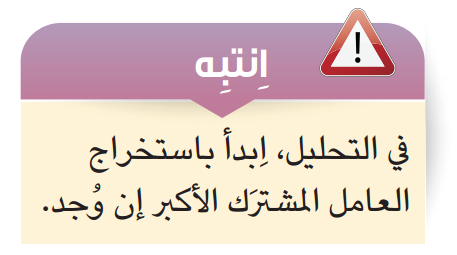 اِنتبِه
في التحليل، اِبدأ باستخراج
العامل المشترَك الأكبر إن وُجد.